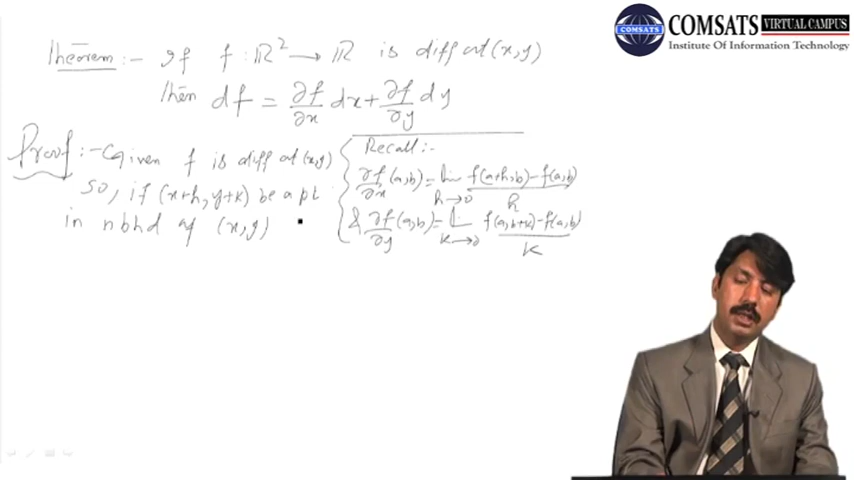 COMSATS VIRTUAL CAMPUS
Institute Of Information Technology
Theorem:- If f : ℝ² → ℝ is diff at (x,y)
then df = ∂f/∂x dx + ∂f/∂y dy
Proof:- Given f is diff at (x,y)
So, if (x+h, y+k) be a pt
in nbhd of (x,y)
Recall:-
∂f/∂x (a,b) = lim h→0 f(a+h,b)-f(a,b)/h
& ∂f/∂y (a,b) = lim k→0 f(a,b+k)-f(a,b)/k